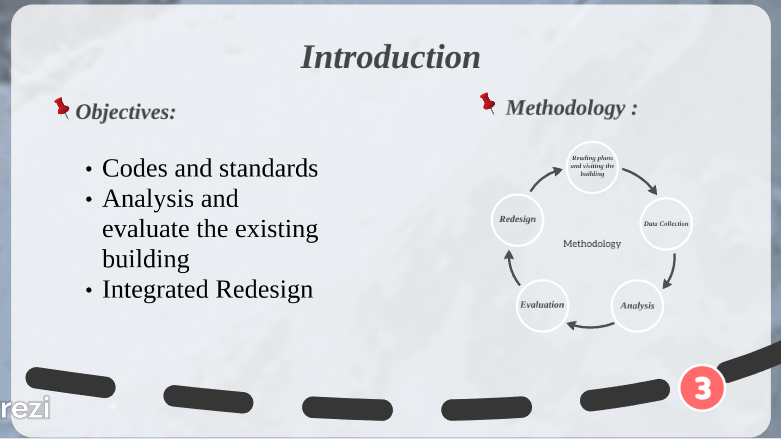 Introduction
Objectives:
• Codes and standards
• Analysis and
evaluate the existing
building
• Integrated Redesign
Methodology :
Reading plans
and visiting the
building
Data Collection
Analysis
Evaluation
Redesign
Methodology
3
rezi